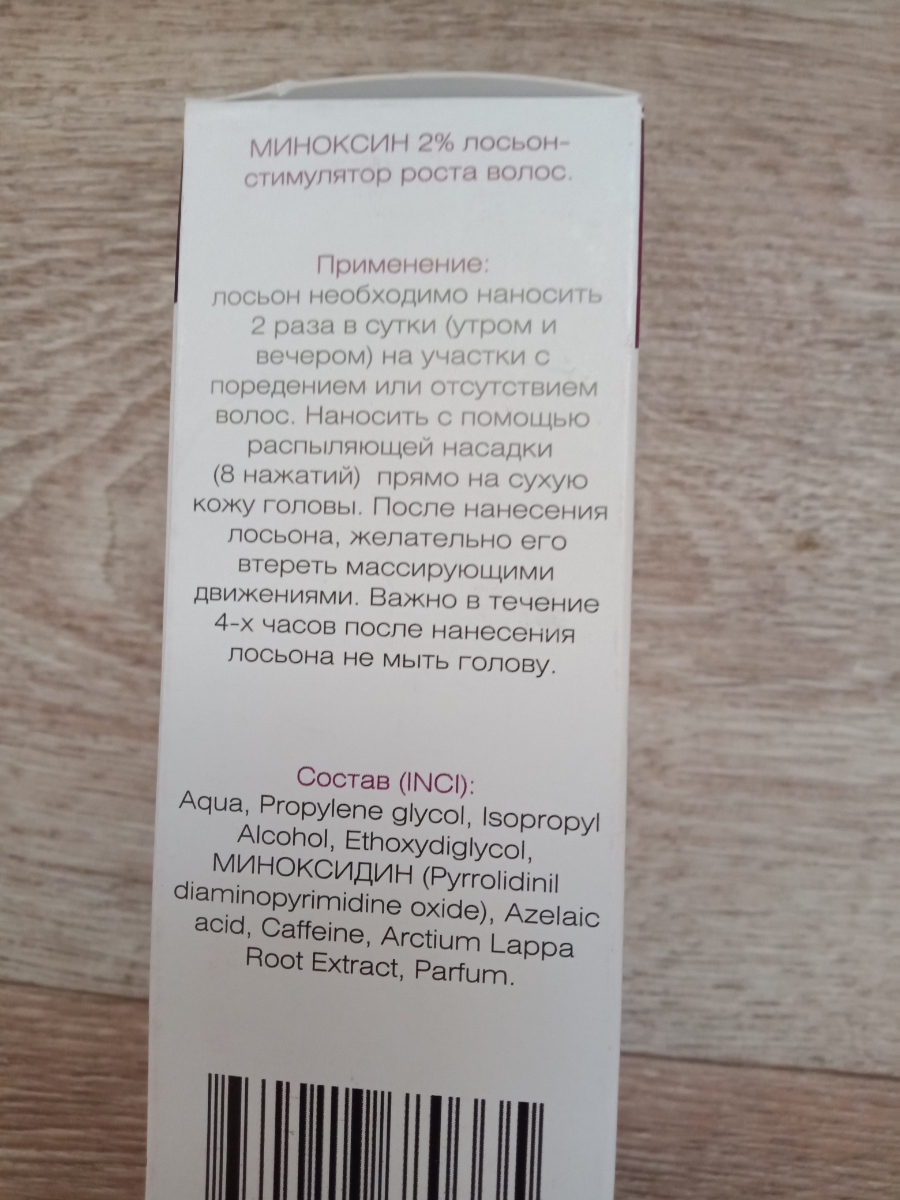 МИНОКСИН 2% лосьон-
стимулятор роста волос.
Применение:
лосьон необходимо наносить
2 раза в сутки (утром и
вечером) на участки с
поредением или отсутствием
волос. Наносить с помощью
распыляющей насадки
(8 нажатий) прямо на сухую
кожу головы. После нанесения
лосьона, желательно его
втереть массирующими
движениями. Важно в течение
4-х часов после нанесения
лосьона не мыть голову.
Состав (INCI):
Aqua, Propylene glycol, Isopropyl
Alcohol, Ethoxydiglycol,
МИНОКСИДИН (Pyrrolidinil
diaminopyrimidine oxide), Azelaic
acid, Caffeine, Arctium Lappa
Root Extract, Parfum.